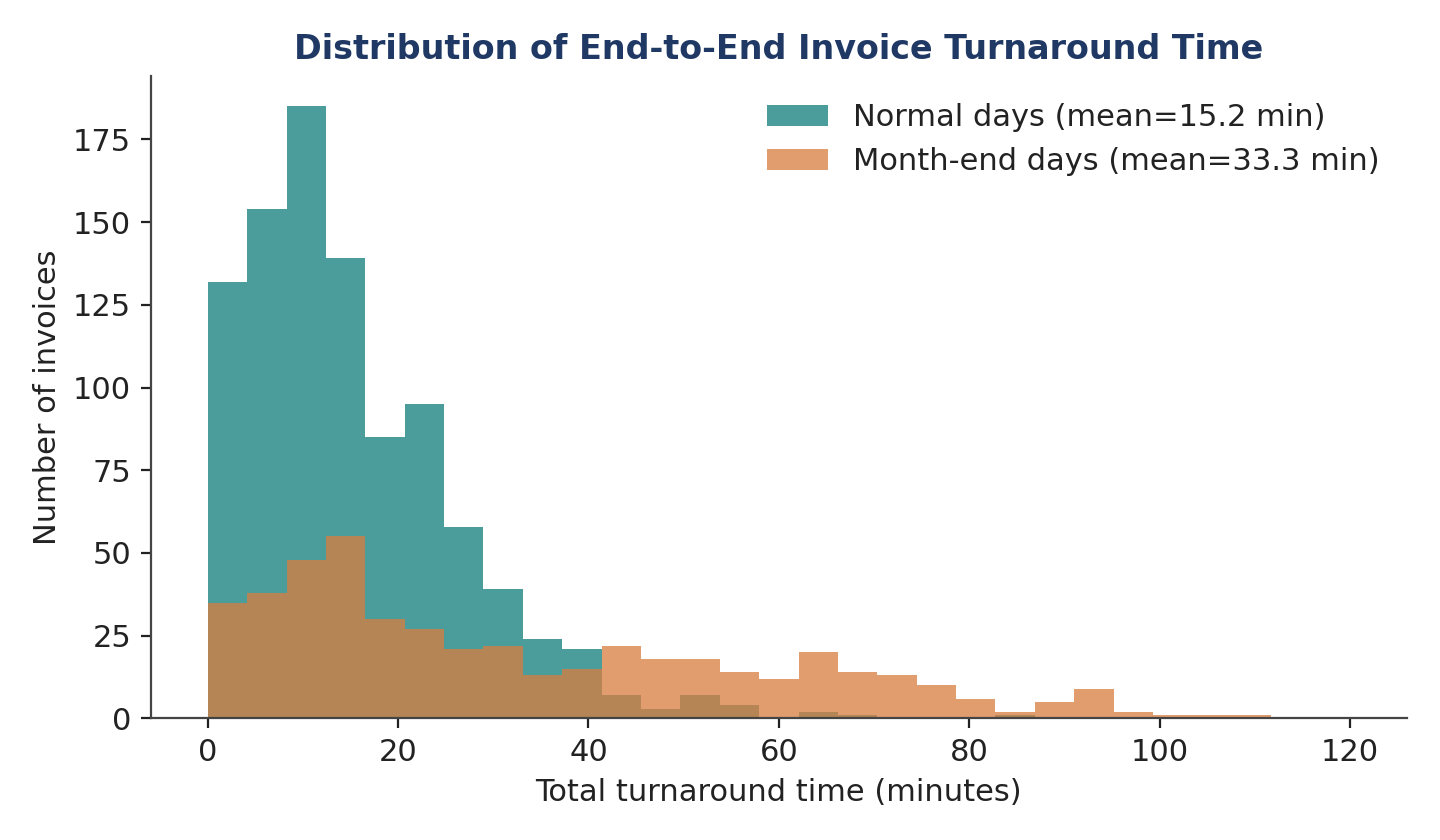 Distribution of End-to-End Invoice Turnaround Time
Normal days (mean=15.2 min)
Month-end days (mean=33.3 min)
Number of invoices
175
150
125
100
75
50
25
0
0 20 40 60 80 100 120
Total turnaround time (minutes)